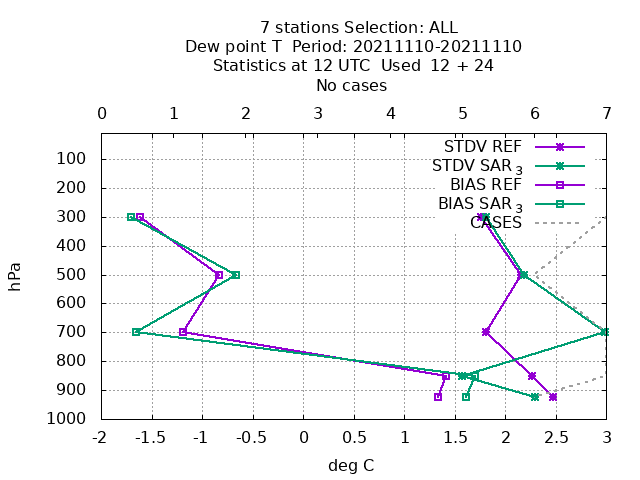 7 stations Selection: ALL
Dew point T  Period: 20211110-20211110
Statistics at 12 UTC  Used  12 + 24
No cases
0 1 2 3 4 5 6 7
STDV REF
STDV SAR3
BIAS REF
BIAS SAR3
CASES
100
200
300
400
500
600
700
800
900
1000
hPa
-2 -1.5 -1 -0.5 0 0.5 1 1.5 2 2.5 3
deg C